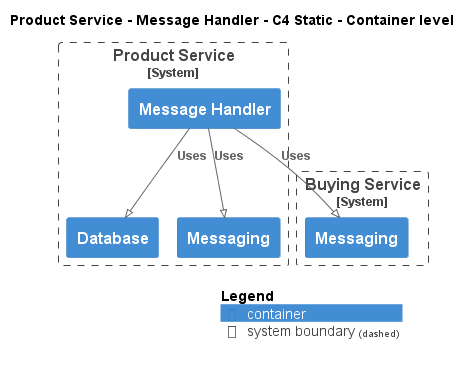 Product Service - Message Handler - C4 Static - Container level
Product Service
[System]
Message Handler
Uses
Uses
Uses
Buying Service
[System]
Database
Messaging
Messaging
Legend
container
system boundary (dashed)